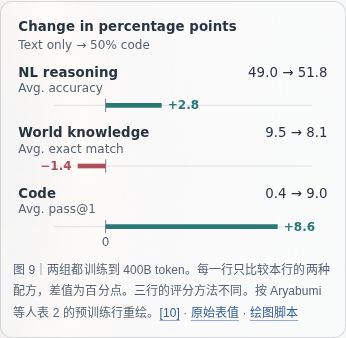 Change in percentage points
Text only → 50% code
NL reasoning 49.0 → 51.8
Avg. accuracy
+2.8
World knowledge 9.5 → 8.1
Avg. exact match
−1.4
Code 0.4 → 9.0
Avg. pass@1
+8.6
0
图 9｜两组都训练到 400B token。每一行只比较本行的两种
配方，差值为百分点。三行的评分方法不同。按 Aryabumi
等人表 2 的预训练行重绘。[10] · 原始表值 · 绘图脚本